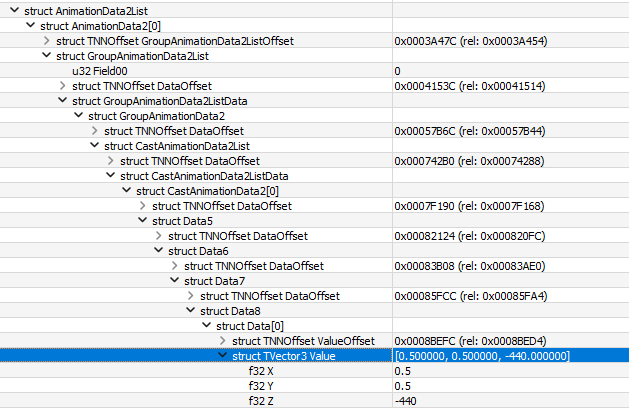 struct AnimationData2List
struct AnimationData2[0]
struct TNNOffset GroupAnimationData2ListOffset 0x0003A47C (rel: 0x0003A454)
struct GroupAnimationData2List
u32 Field00 0
struct TNNOffset DataOffset 0x0004153C (rel: 0x00041514)
struct GroupAnimationData2ListData
struct GroupAnimationData2
struct TNNOffset DataOffset 0x00057B6C (rel: 0x00057B44)
struct CastAnimationData2List
struct TNNOffset DataOffset 0x000742B0 (rel: 0x00074288)
struct CastAnimationData2ListData
struct CastAnimationData2[0]
struct TNNOffset DataOffset 0x0007F190 (rel: 0x0007F168)
struct Data5
struct TNNOffset DataOffset 0x00082124 (rel: 0x000820FC)
struct Data6
struct TNNOffset DataOffset 0x00083B08 (rel: 0x00083AE0)
struct Data7
struct TNNOffset DataOffset 0x00085FCC (rel: 0x00085FA4)
struct Data8
struct Data[0]
struct TNNOffset ValueOffset 0x0008BEFC (rel: 0x0008BED4)
struct TVector3 Value [0.500000, 0.500000, -440.000000]
f32 X 0.5
f32 Y 0.5
f32 Z -440